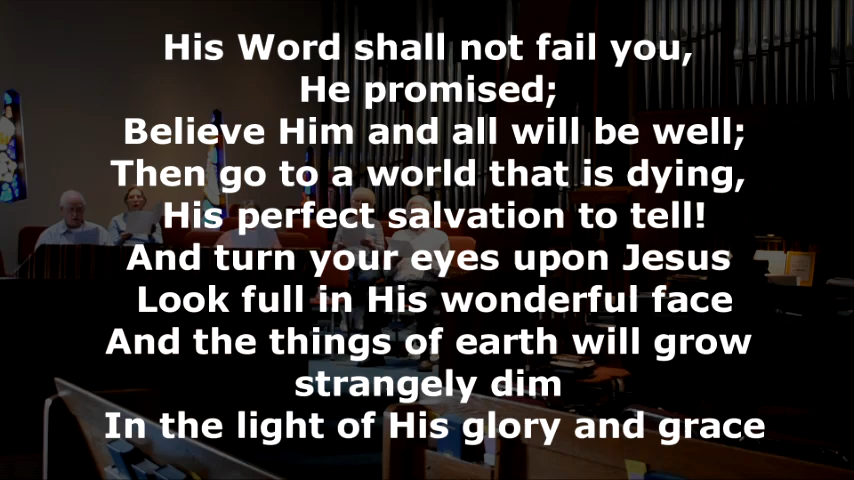 His Word shall not fail you,
He promised;
Believe Him and all will be well;
Then go to a world that is dying,
His perfect salvation to tell!
And turn your eyes upon Jesus
Look full in His wonderful face
And the things of earth will grow
strangely dim
In the light of His glory and grace